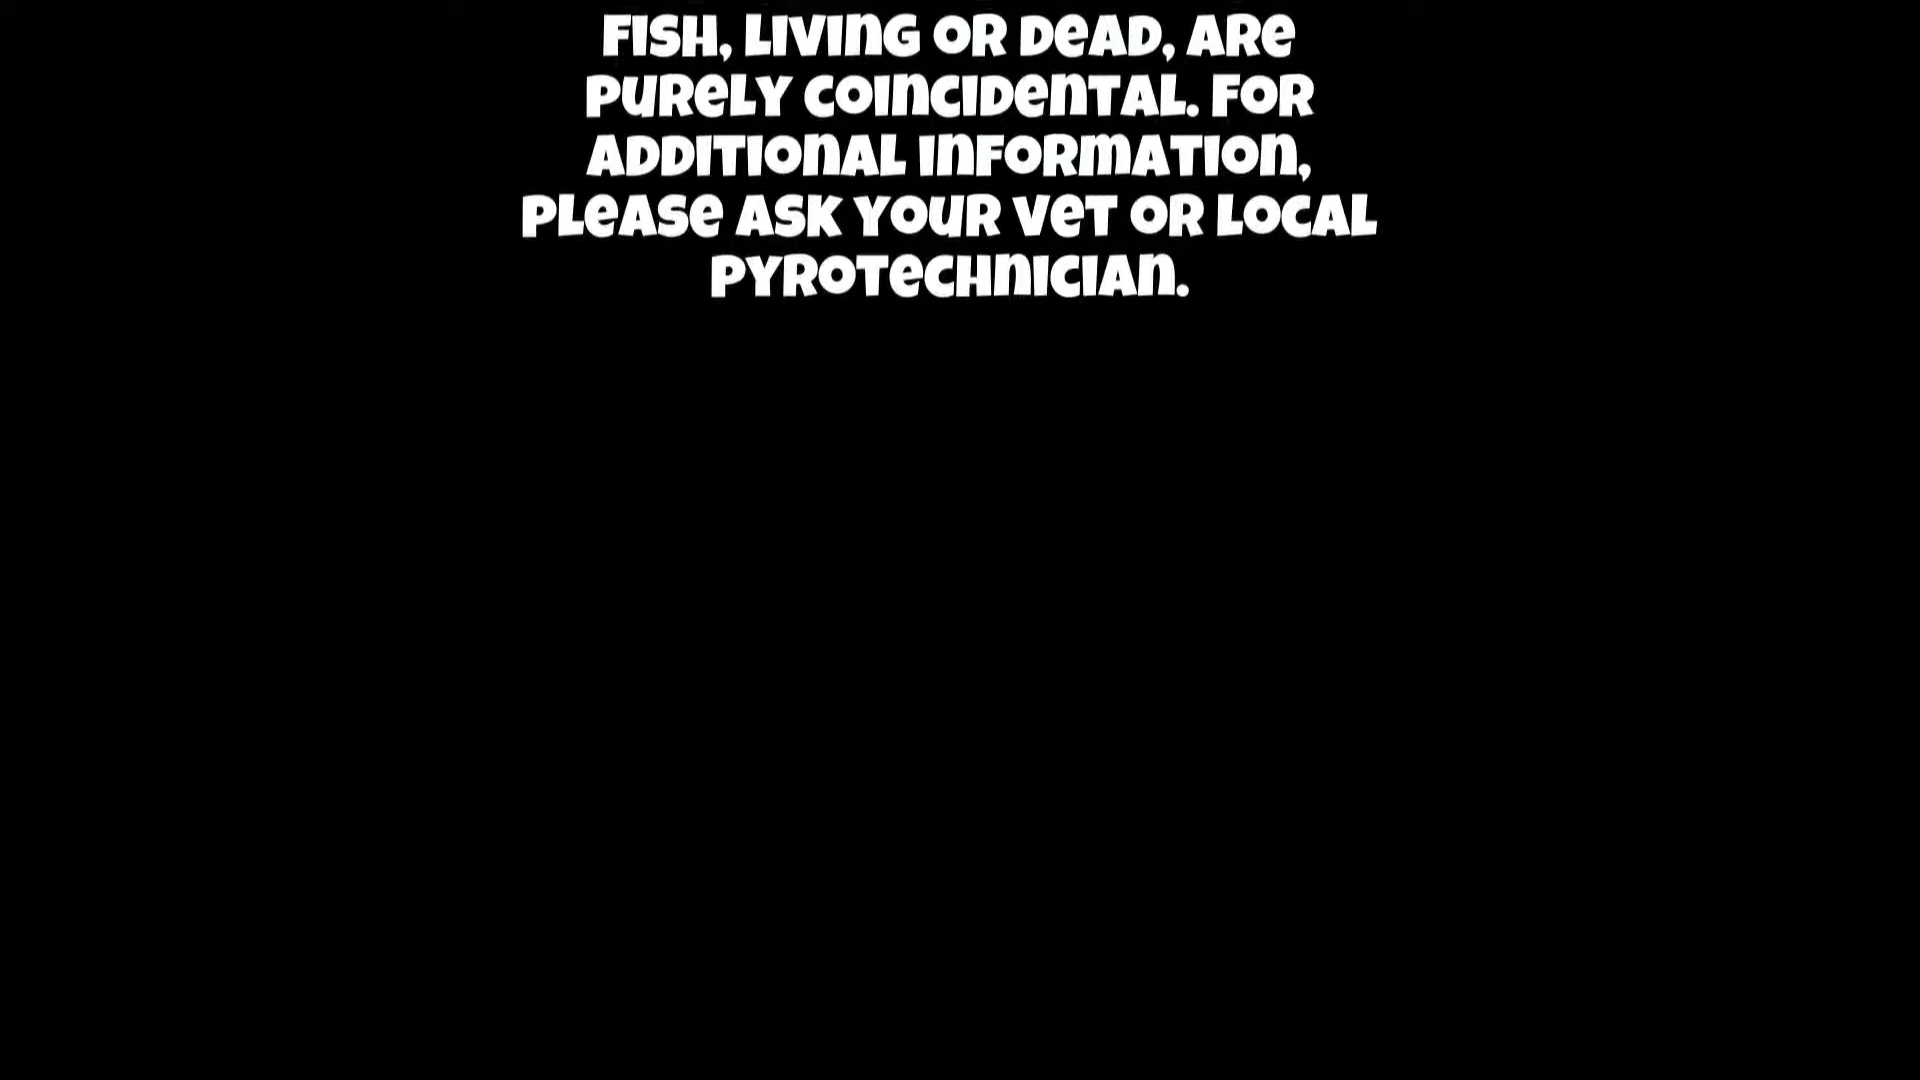 FISH, LIVING OR DEAD, ARE
PURELY COINCIDENTAL. FOR
ADDITIONAL INFORMATION,
PLEASE ASK YOUR VET OR LOCAL
PYROTECHNICIAN.